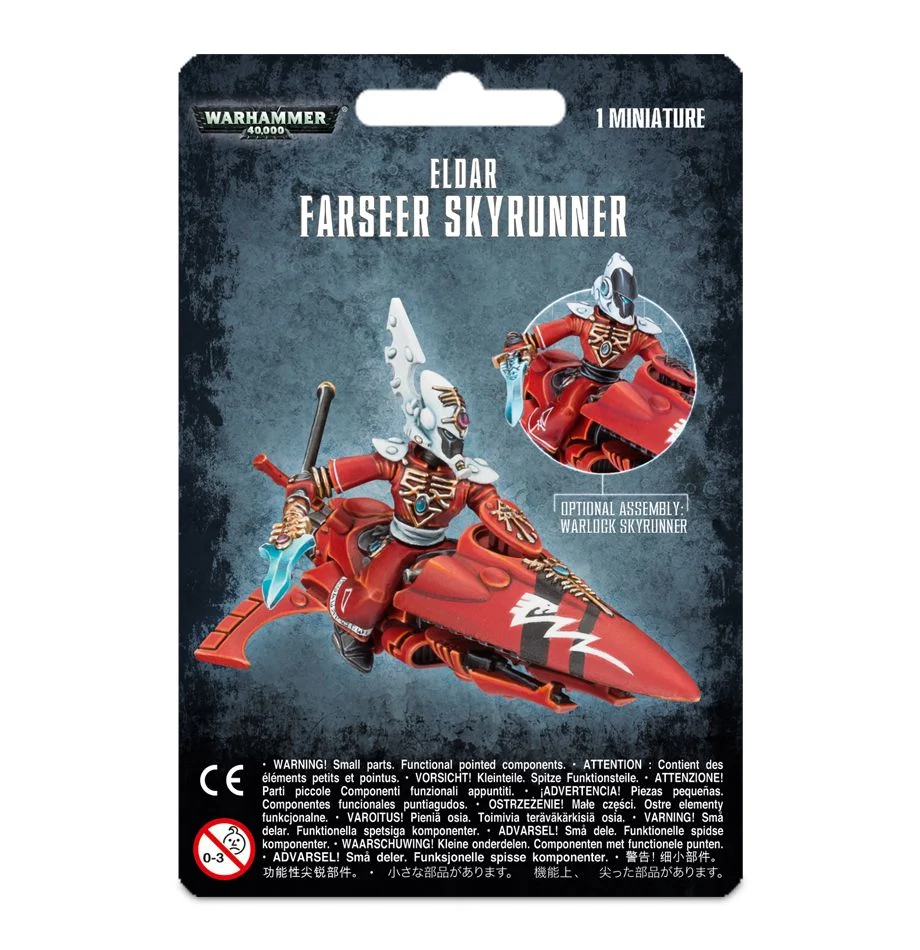 WARHAMMER®
40,000
1 MINIATURE
ELDAR
FARSEER SKYRUNNER
OPTIONAL ASSEMBLY:
WARLOCK SKYRUNNER
CE
0-3
• WARNING! Small parts. Functional pointed components. • ATTENTION : Contient des
éléments petits et pointus. • VORSICHT! Kleinteile. Spitze Funktionsteile. • ATTENZIONE!
Parti piccole Componenti funzionali appuntiti. • ¡ADVERTENCIA! Piezas pequeñas.
Componentes funcionales puntiagudos. • OSTRZEŻENIE! Małe części. Ostre elementy
funkcjonalne. • VAROITUS! Pieniä osia. Toimivia teräväkärkisiä osia. • VARNING! Små
delar. Funktionella spetsiga komponenter. • ADVARSEL! Små dele. Funktionelle spidse
komponenter. • WAARSCHUWING! Kleine onderdelen. Componenten met functionele punten.
• ADVARSEL! Små deler. Funksjonelle spisse komponenter. • 警告! 细小部件。
功能性尖锐部件。 • 小さな部品があります。 機能上、 尖った部品があります.